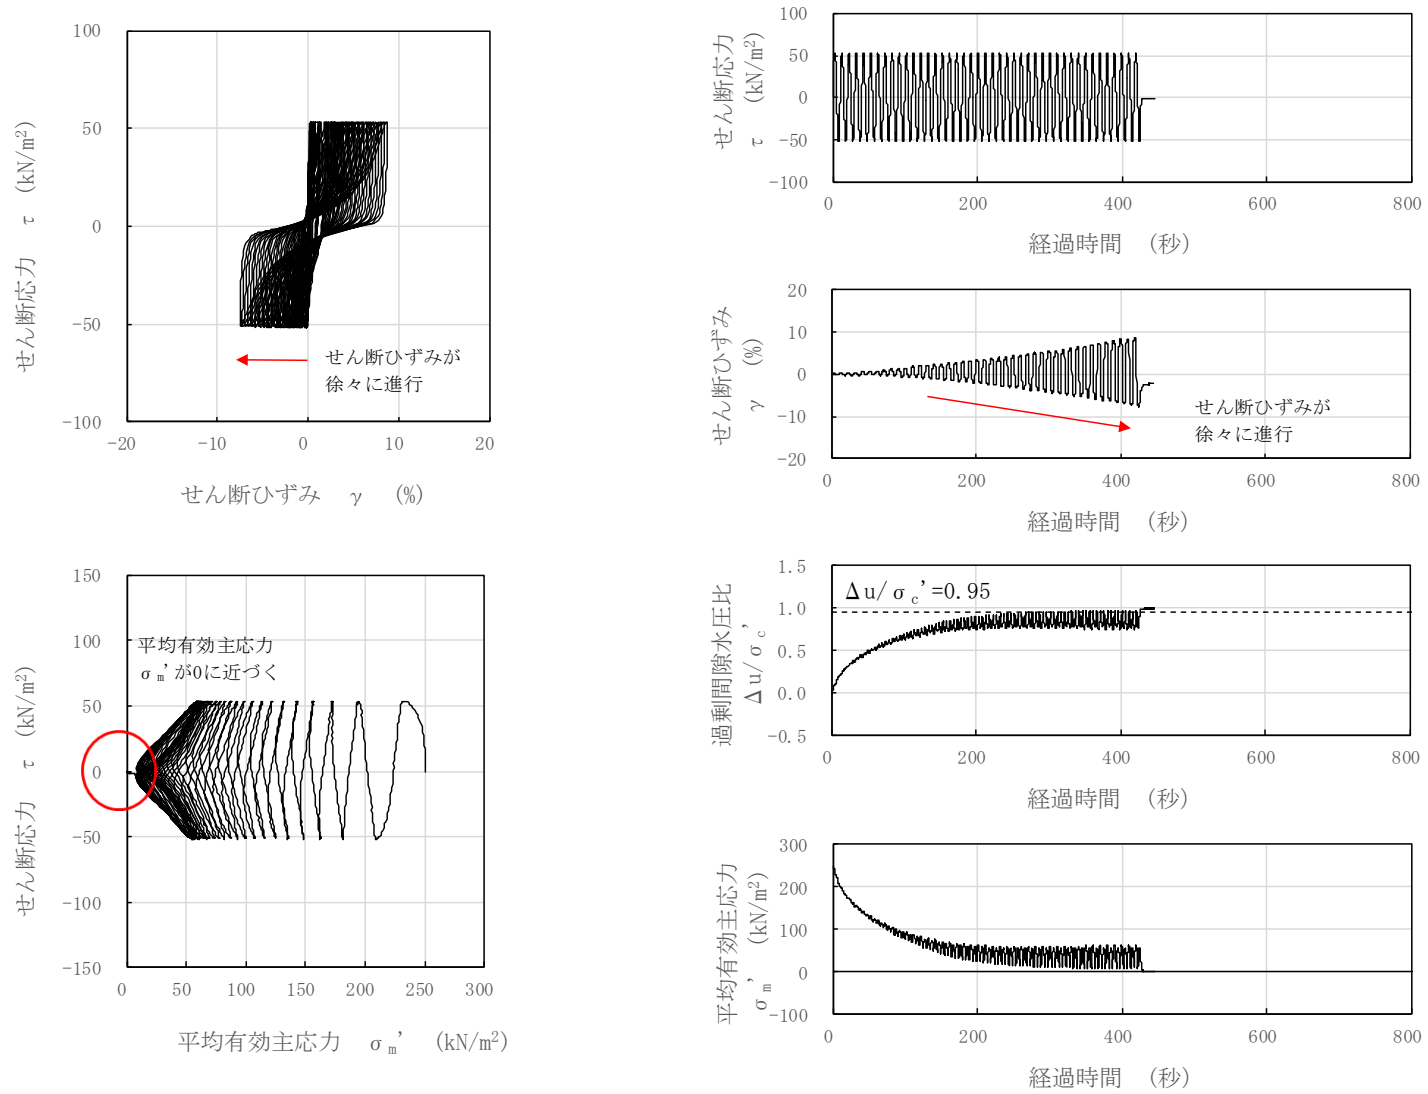 100
50
0
-50
-100
-20
-10
0
10
20
せん断応力 τ (kN/m²)
せん断ひずみ γ (%)
せん断ひずみが
徐々に進行
100
50
0
-50
-100
0
200
400
600
800
せん断応力
τ (kN/m²)
経過時間 (秒)
20
10
0
-10
-20
0
200
400
600
800
せん断ひずみ
γ (%)
経過時間 (秒)
せん断ひずみが
徐々に進行
150
100
50
0
-50
-100
-150
0
50
100
150
200
250
300
せん断応力 τ (kN/m²)
平均有効主応力 σm' (kN/m²)
平均有効主応力
σm'が0に近づく
1.5
1.0
0.5
0.0
-0.5
0
200
400
600
800
過剰間隙水圧比
Δu/σc'
経過時間 (秒)
Δu/σc'=0.95
300
200
100
0
-100
0
200
400
600
800
平均有効主応力
σm' (kN/m²)
経過時間 (秒)